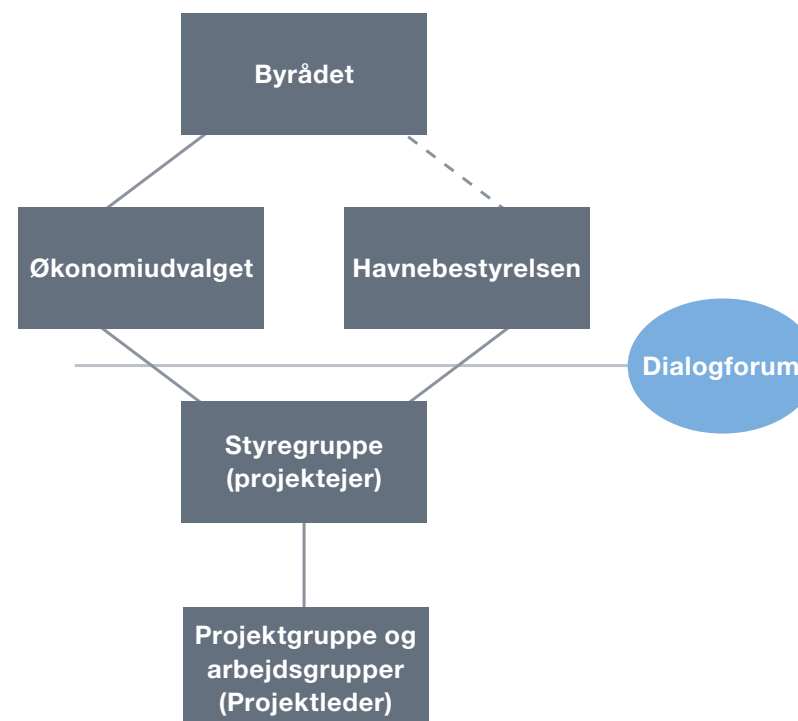 Byrådet
Økonomiudvalget
Havnebestyrelsen
Dialogforum
Styregruppe
(projektejer)
Projektgruppe og
arbejdsgrupper
(Projektleder)